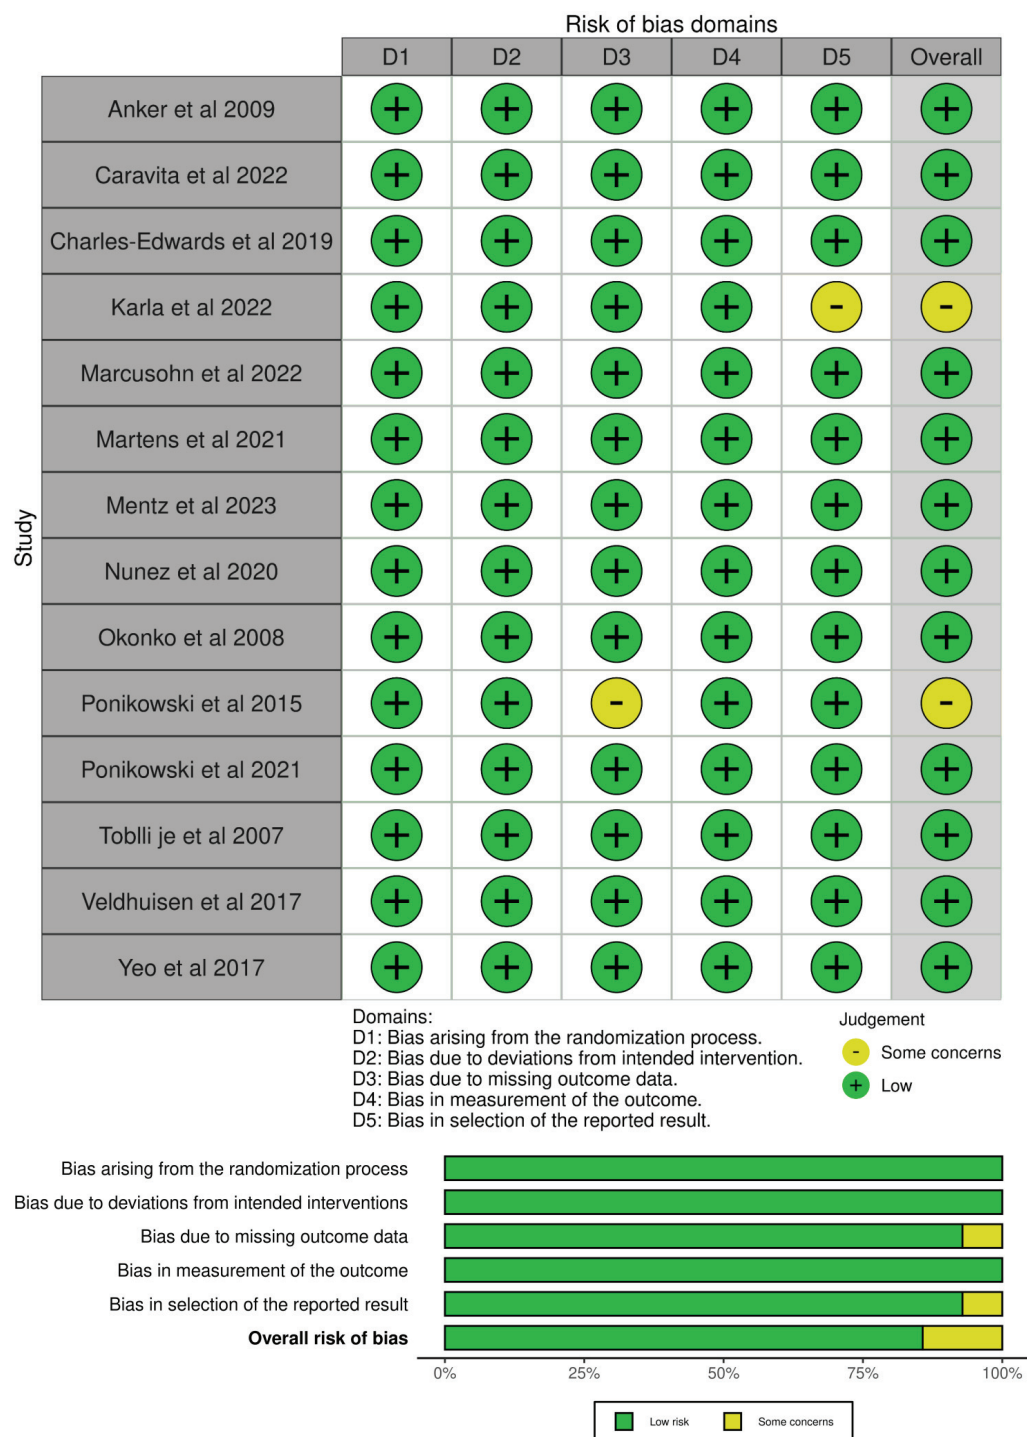 Risk of bias domains
D1 D2 D3 D4 D5 Overall
Study
Anker et al 2009 + + + + + +
Caravita et al 2022 + + + + + +
Charles-Edwards et al 2019 + + + + + +
Karla et al 2022 + + + + - -
Marcusohn et al 2022 + + + + + +
Martens et al 2021 + + + + + +
Mentz et al 2023 + + + + + +
Nunez et al 2020 + + + + + +
Okonko et al 2008 + + + + + +
Ponikowski et al 2015 + + - + + -
Ponikowski et al 2021 + + + + + +
Toblli je et al 2007 + + + + + +
Veldhuisen et al 2017 + + + + + +
Yeo et al 2017 + + + + + +
Domains:
D1: Bias arising from the randomization process.
D2: Bias due to deviations from intended intervention.
D3: Bias due to missing outcome data.
D4: Bias in measurement of the outcome.
D5: Bias in selection of the reported result.
Judgement
- Some concerns
+ Low
Bias arising from the randomization process
Bias due to deviations from intended interventions
Bias due to missing outcome data
Bias in measurement of the outcome
Bias in selection of the reported result
Overall risk of bias
0% 25% 50% 75% 100%
Low risk Some concerns